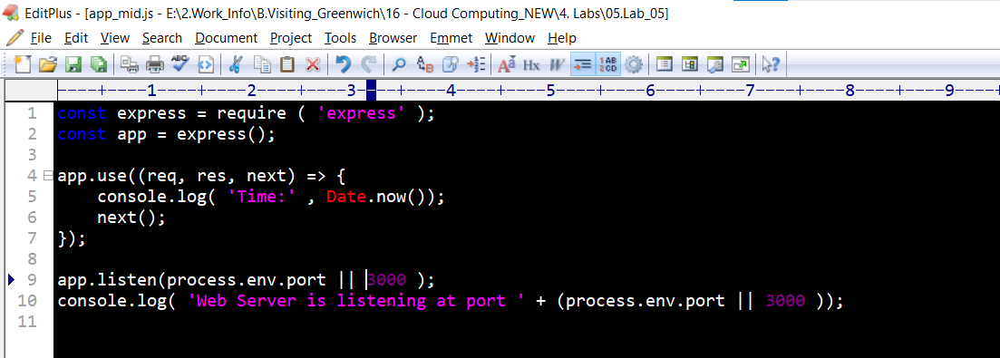 EditPlus - [app_mid.js - E:\2.Work_Info\B.Visiting_Greenwich\16 - Cloud Computing_NEW\4. Labs\05.Lab_05]
File Edit View Search Document Project Tools Browser Emmet Window Help
----+----1----+----2----+----3----+----4----+----5----+----6----+----7----+----8----+----9----+
1 const express = require ( 'express' );
2 const app = express();
3
4 app.use((req, res, next) => {
5     console.log( 'Time:' , Date.now());
6     next();
7 });
8
9 app.listen(process.env.port || 3000 );
10 console.log( 'Web Server is listening at port ' + (process.env.port || 3000 ));
11